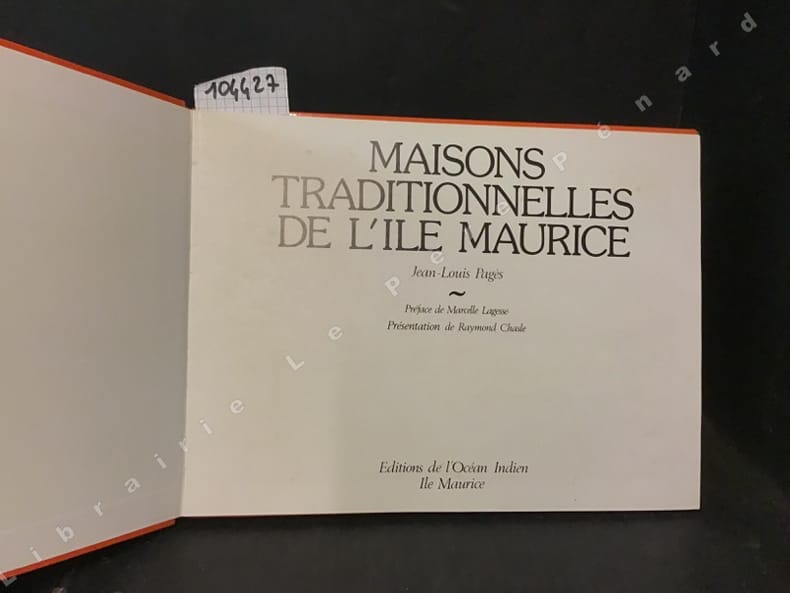 104427
MAISONS
TRADITIONNELLES
DE L'ILE MAURICE
Jean-Louis Pagès
~
Préface de Marcelle Lagesse
Présentation de Raymond Chasle
Editions de l'Océan Indien
Ile Maurice
Librairie Le Père Pénard